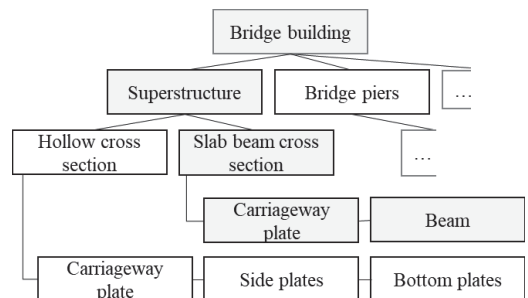 Bridge building
Superstructure
Bridge piers
...
Hollow cross
section
Slab beam cross
section
...
Carriageway
plate
Beam
Carriageway
plate
Side plates
Bottom plates